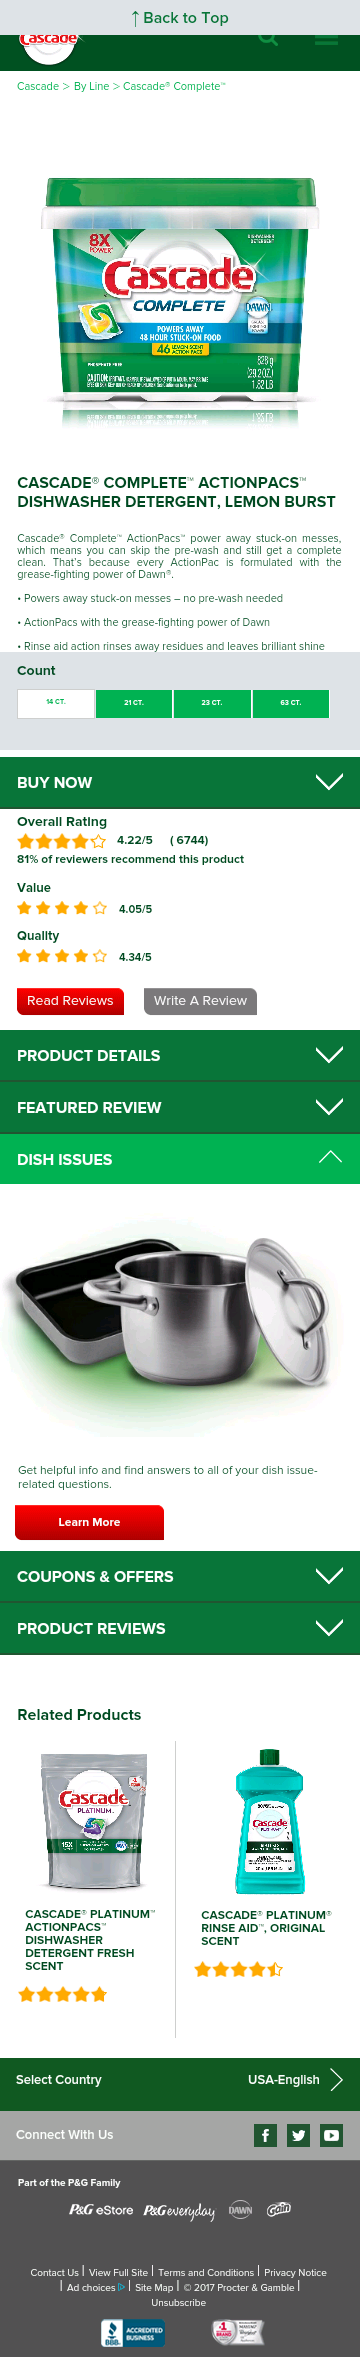 ↑ Back to Top
Cascade
Cascade > By Line > Cascade® Complete™
8X
POWER
DISHWASHER
DETERGENT
Cascade
COMPLETE
DAWN
POWERS AWAY
48 HOUR STUCK-ON FOOD
46 LEMON SCENT
ACTION PACS
PHOSPHATE FREE
CASCADE® COMPLETE™ ACTIONPACS™
DISHWASHER DETERGENT, LEMON BURST
Cascade® Complete™ ActionPacs™ power away stuck-on messes,
which means you can skip the pre-wash and still get a complete
clean. That's because every ActionPac is formulated with the
grease-fighting power of Dawn®.
• Powers away stuck-on messes – no pre-wash needed
• ActionPacs with the grease-fighting power of Dawn
• Rinse aid action rinses away residues and leaves brilliant shine
Count
14 CT. 21 CT. 23 CT. 63 CT.
BUY NOW
Overall Rating
4.22/5 ( 6744)
81% of reviewers recommend this product
Value
4.05/5
Quality
4.34/5
Read Reviews Write A Review
PRODUCT DETAILS
FEATURED REVIEW
DISH ISSUES
Get helpful info and find answers to all of your dish issue-
related questions.
Learn More
COUPONS & OFFERS
PRODUCT REVIEWS
Related Products
Cascade
PLATINUM
Cascade
CASCADE® PLATINUM™
ACTIONPACS™
DISHWASHER
DETERGENT FRESH
SCENT
CASCADE® PLATINUM®
RINSE AID™, ORIGINAL
SCENT
Select Country USA-English
Connect With Us
Part of the P&G Family
P&G eStore P&G everyday DAWN Gain
Contact Us | View Full Site | Terms and Conditions | Privacy Notice
| Ad choices | Site Map | © 2017 Procter & Gamble |
Unsubscribe
BBB ACCREDITED
BUSINESS